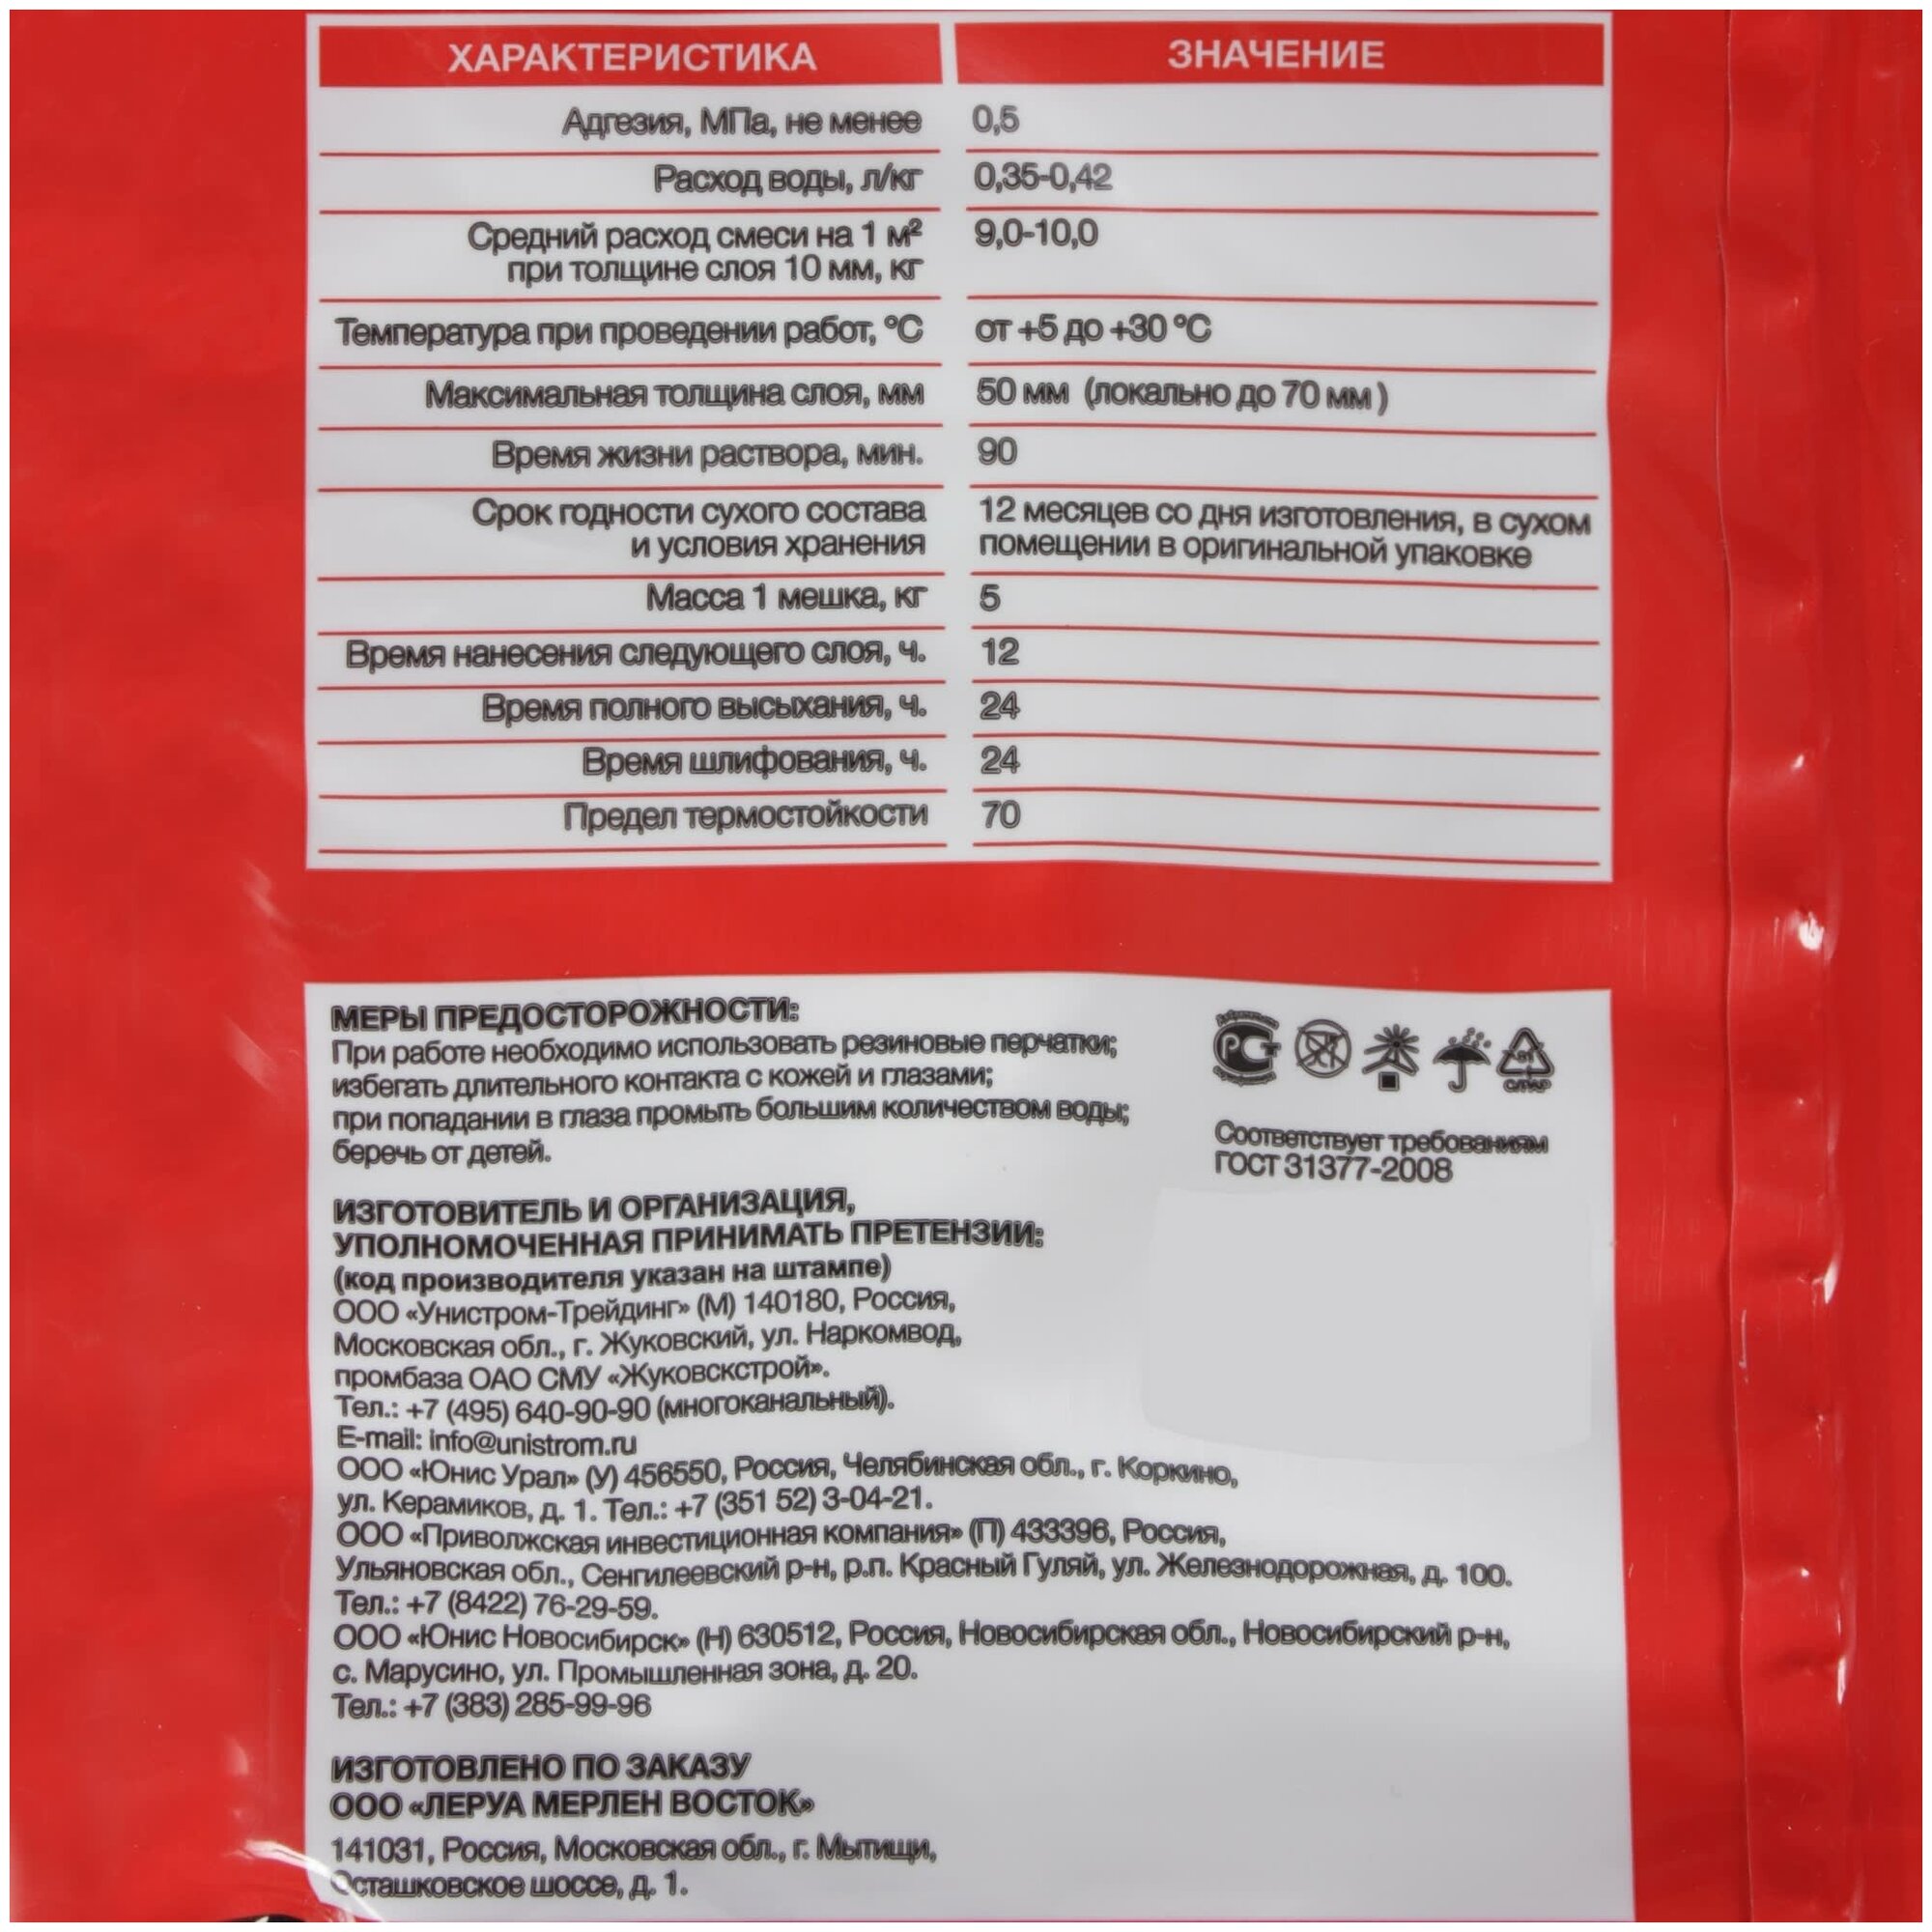 ХАРАКТЕРИСТИКА ЗНАЧЕНИЕ
Адгезия, МПа, не менее 0,5
Расход воды, л/кг 0,35-0,42
Средний расход смеси на 1 м² 9,0-10,0
при толщине слоя 10 мм, кг
Температура при проведении работ, °С от +5 до +30 °С
Максимальная толщина слоя, мм 50 мм (локально до 70 мм )
Время жизни раствора, мин. 90
Срок годности сухого состава 12 месяцев со дня изготовления, в сухом
и условия хранения помещении в оригинальной упаковке
Масса 1 мешка, кг 5
Время нанесения следующего слоя, ч. 12
Время полного высыхания, ч. 24
Время шлифования, ч. 24
Предел термостойкости 70
МЕРЫ ПРЕДОСТОРОЖНОСТИ:
При работе необходимо использовать резиновые перчатки;
избегать длительного контакта с кожей и глазами;
при попадании в глаза промыть большим количеством воды;
беречь от детей.
РСТ
81
C/PAP
Соответствует требованиям
ГОСТ 31377-2008
ИЗГОТОВИТЕЛЬ И ОРГАНИЗАЦИЯ,
УПОЛНОМОЧЕННАЯ ПРИНИМАТЬ ПРЕТЕНЗИИ:
(код производителя указан на штампе)
ООО «Унистром-Трейдинг» (М) 140180, Россия,
Московская обл., г. Жуковский, ул. Наркомвод,
промбаза ОАО СМУ «Жуковскстрой».
Тел.: +7 (495) 640-90-90 (многоканальный).
E-mail: info@unistrom.ru
ООО «Юнис Урал» (У) 456550, Россия, Челябинская обл., г. Коркино,
ул. Керамиков, д. 1. Тел.: +7 (351 52) 3-04-21.
ООО «Приволжская инвестиционная компания» (П) 433396, Россия,
Ульяновская обл., Сенгилеевский р-н, р.п. Красный Гуляй, ул. Железнодорожная, д. 100.
Тел.: +7 (8422) 76-29-59.
ООО «Юнис Новосибирск» (Н) 630512, Россия, Новосибирская обл., Новосибирский р-н,
с. Марусино, ул. Промышленная зона, д. 20.
Тел.: +7 (383) 285-99-96
ИЗГОТОВЛЕНО ПО ЗАКАЗУ
ООО «ЛЕРУА МЕРЛЕН ВОСТОК»
141031, Россия, Московская обл., г. Мытищи,
Осташковское шоссе, д. 1.